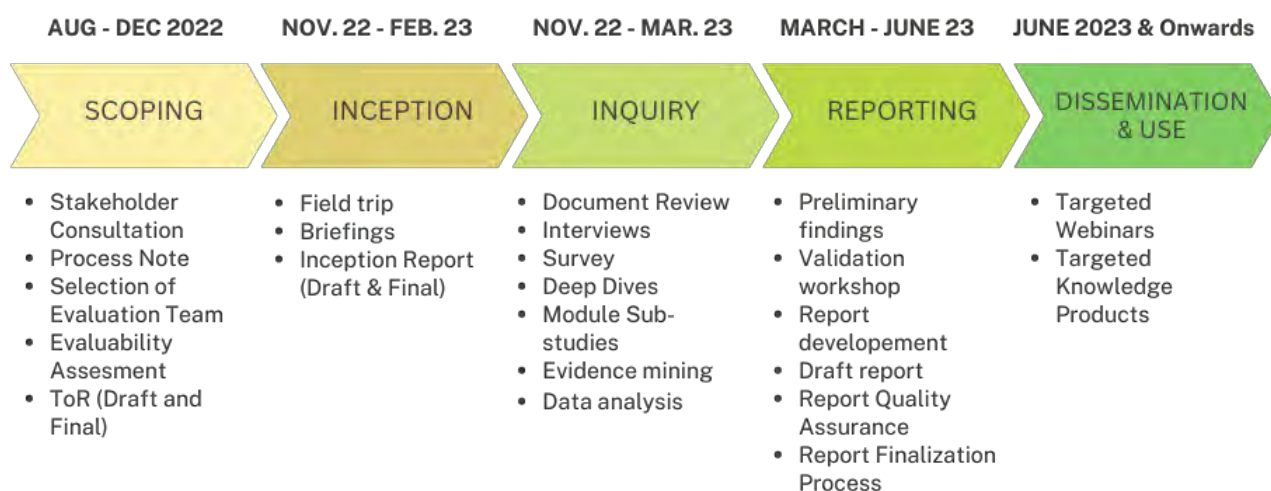 AUG - DEC 2022
NOV. 22 - FEB. 23
NOV. 22 - MAR. 23
MARCH - JUNE 23
JUNE 2023 & Onwards
SCOPING
INCEPTION
INQUIRY
REPORTING
DISSEMINATION
& USE
• Stakeholder
Consultation
• Process Note
• Selection of
Evaluation Team
• Evaluability
Assesment
• ToR (Draft and
Final)
• Field trip
• Briefings
• Inception Report
(Draft & Final)
• Document Review
• Interviews
• Survey
• Deep Dives
• Module Sub-
studies
• Evidence mining
• Data analysis
• Preliminary
findings
• Validation
workshop
• Report
developement
• Draft report
• Report Quality
Assurance
• Report Finalization
Process
• Targeted
Webinars
• Targeted
Knowledge
Products